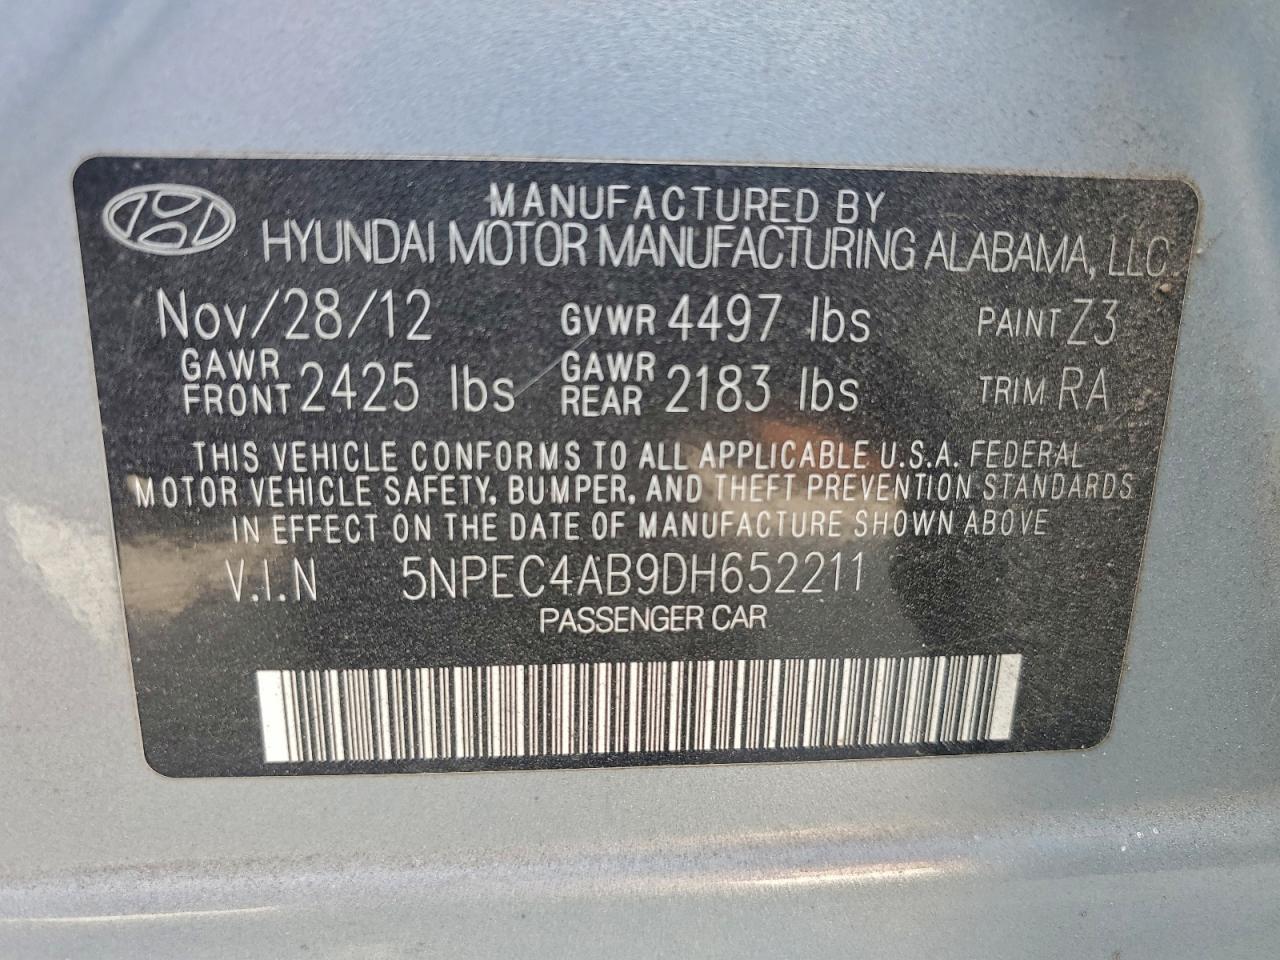 MANUFACTURED BY
HYUNDAI MOTOR MANUFACTURING ALABAMA, LLC
Nov/28/12 GVWR 4497 lbs PAINT Z3
GAWR FRONT 2425 lbs GAWR REAR 2183 lbs TRIM RA
THIS VEHICLE CONFORMS TO ALL APPLICABLE U.S.A. FEDERAL
MOTOR VEHICLE SAFETY, BUMPER, AND THEFT PREVENTION STANDARDS
IN EFFECT ON THE DATE OF MANUFACTURE SHOWN ABOVE
V.I.N 5NPEC4AB9DH652211
PASSENGER CAR